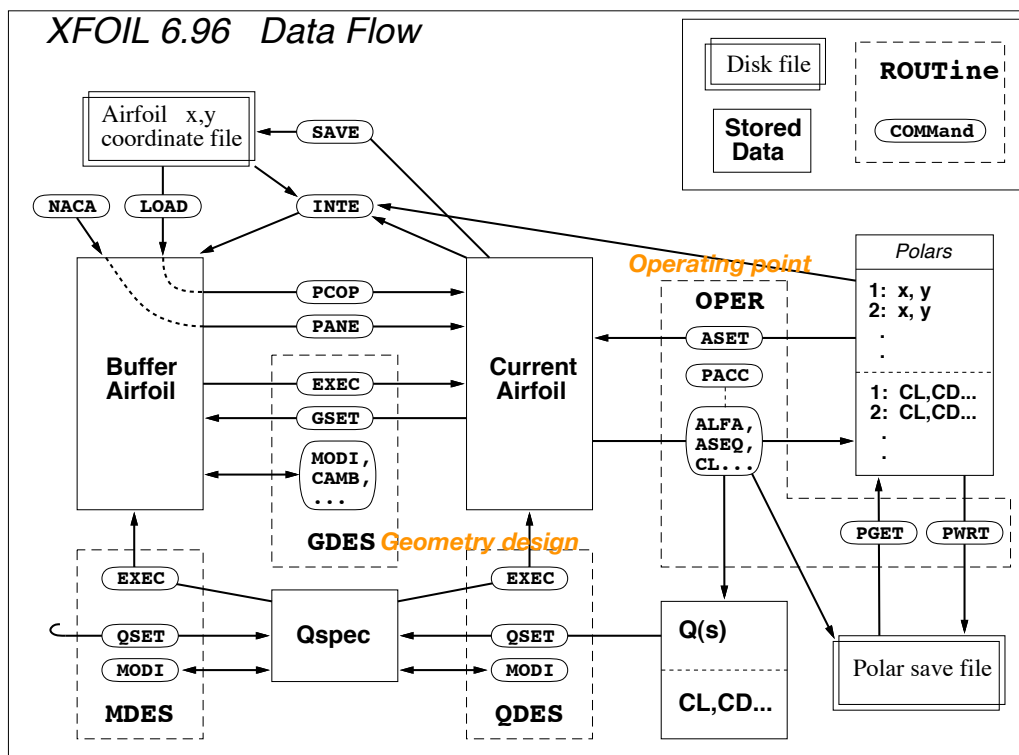 XFOIL 6.96 Data Flow
Disk file
ROUTine
Stored
Data
COMMand
Airfoil x,y
coordinate file
SAVE
NACA
LOAD
INTE
PCOP
PANE
Buffer
Airfoil
EXEC
GSET
MODI,
CAMB,
...
GDES
Geometry design
Current
Airfoil
Operating point
OPER
ASET
PACC
ALFA,
ASEQ,
CL...
Polars
1: x, y
2: x, y
.
.
1: CL,CD...
2: CL,CD...
.
.
PGET
PWRT
EXEC
QSET
MODI
MDES
Qspec
EXEC
QSET
MODI
QDES
Q(s)
CL,CD...
Polar save file